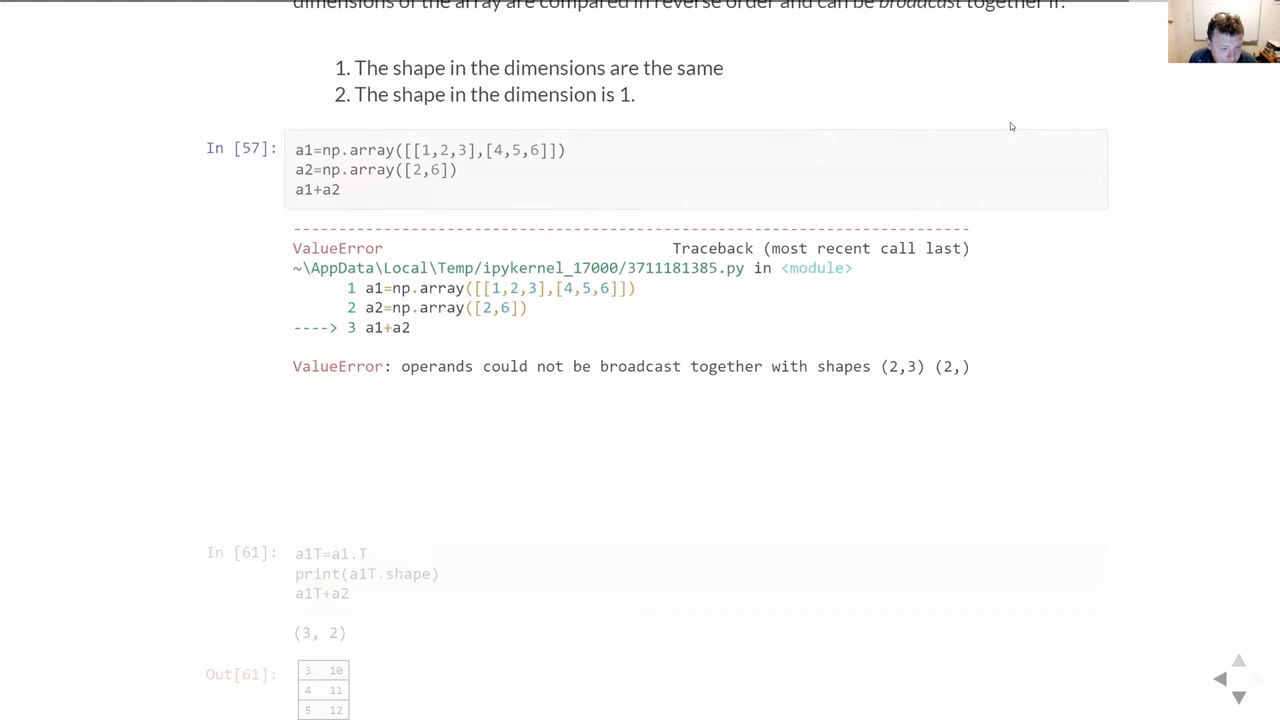 dimensions of the array are compared in reverse order and can be broadcast together if:
1. The shape in the dimensions are the same
2. The shape in the dimension is 1.
In [57]:
a1=np.array([[1,2,3],[4,5,6]])
a2=np.array([2,6])
a1+a2
---------------------------------------------------------------------------
ValueError                                Traceback (most recent call last)
~\AppData\Local\Temp/ipykernel_17000/3711181385.py in <module>
      1 a1=np.array([[1,2,3],[4,5,6]])
      2 a2=np.array([2,6])
----> 3 a1+a2
ValueError: operands could not be broadcast together with shapes (2,3) (2,)
In [61]:
a1T=a1.T
print(a1T.shape)
a1T+a2
(3, 2)
Out[61]:
3 10
4 11
5 12